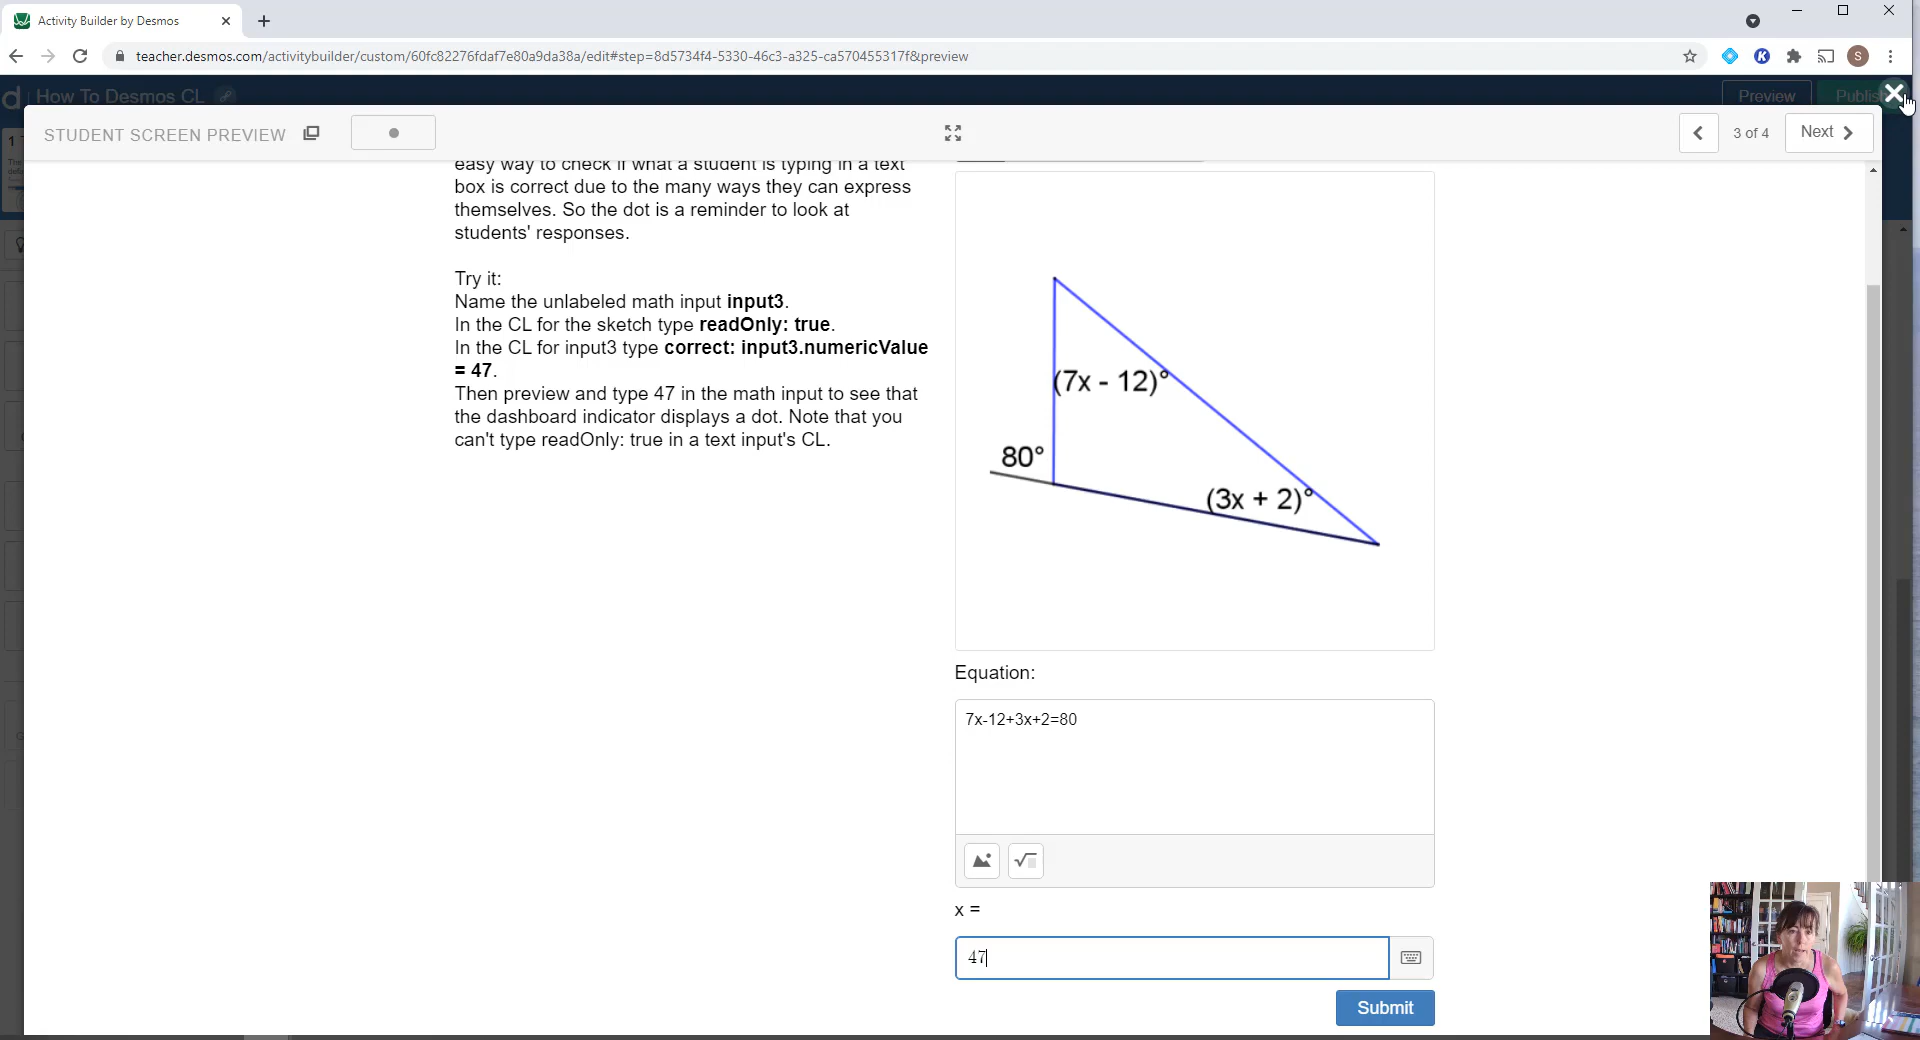 Activity Builder by Desmos
teacher.desmos.com/activitybuilder/custom/60fc82276fdaf7e80a9da38a/edit#step=8d5734f4-5330-46c3-a325-ca570455317f&preview
S
d How To Desmos CL
Preview
STUDENT SCREEN PREVIEW
3 of 4
Next
easy way to check if what a student is typing in a text
box is correct due to the many ways they can express
themselves. So the dot is a reminder to look at
students' responses.
Try it:
Name the unlabeled math input input3.
In the CL for the sketch type readOnly: true.
In the CL for input3 type correct: input3.numericValue
= 47.
Then preview and type 47 in the math input to see that
the dashboard indicator displays a dot. Note that you
can't type readOnly: true in a text input's CL.
(7x - 12)°
80°
(3x + 2)°
Equation:
7x-12+3x+2=80
x =
47
Submit